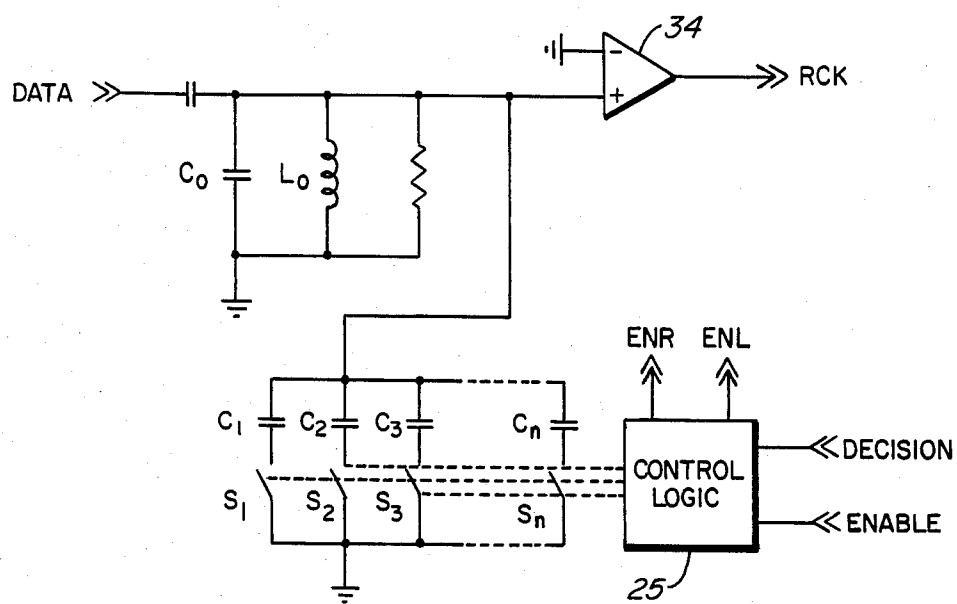 34
DATA
RCK
-
+
C0
L0
ENR ENL
C1 C2 C3 Cn
DECISION
CONTROL
LOGIC
S1 S2 S3 Sn
ENABLE
25